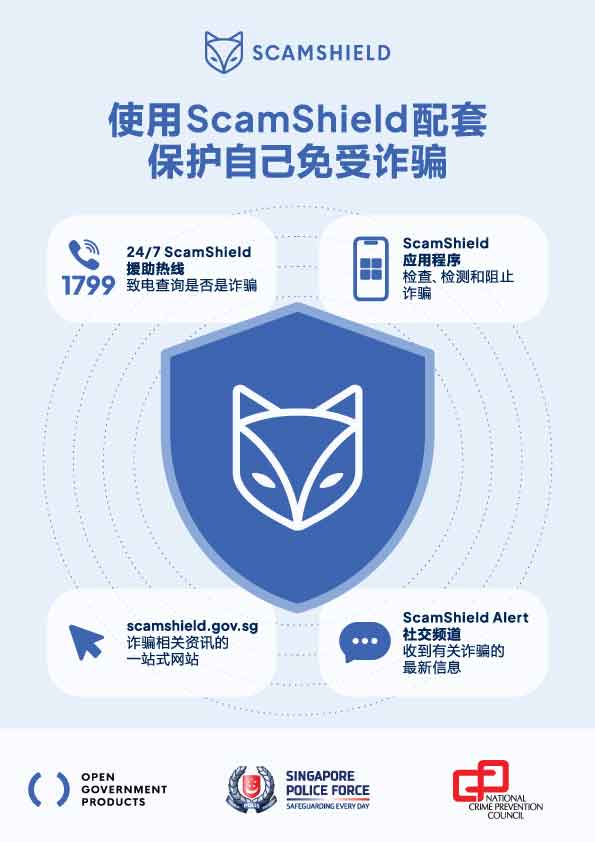 SCAMSHIELD
使用ScamShield配套
保护自己免受诈骗
1799
24/7 ScamShield
援助热线
致电查询是否是诈骗
ScamShield
应用程序
检查、检测和阻止
诈骗
scamshield.gov.sg
诈骗相关资讯的
一站式网站
ScamShield Alert
社交频道
收到有关诈骗的
最新信息
OPEN
GOVERNMENT
PRODUCTS
SINGAPORE
POLICE FORCE
SAFEGUARDING EVERY DAY
NATIONAL
CRIME PREVENTION
COUNCIL